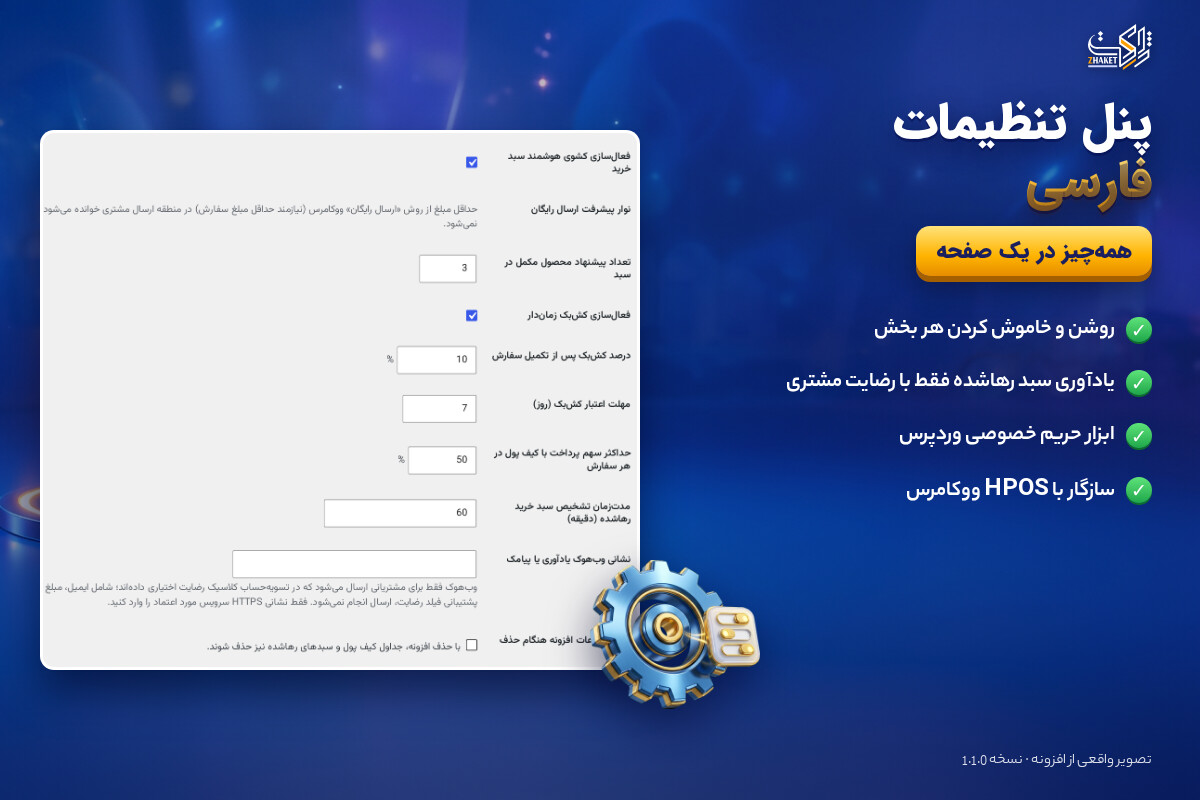 ژاکت
ZHAKET
پنل تنظیمات
فارسی
همه‌چیز در یک صفحه
روشن و خاموش کردن هر بخش
یادآوری سبد رهاشده فقط با رضایت مشتری
ابزار حریم خصوصی وردپرس
سازگار با HPOS ووکامرس
فعال‌سازی کشوی هوشمند سبد
خرید
نوار پیشرفت ارسال رایگان
حداقل مبلغ از روش «ارسال رایگان» ووکامرس (نیازمند حداقل مبلغ سفارش) در منطقه ارسال مشتری خوانده می‌شود
نمی‌شود.
تعداد پیشنهاد محصول مکمل در
سبد
3
فعال‌سازی کش‌بک زمان‌دار
درصد کش‌بک پس از تکمیل سفارش
10 %
مهلت اعتبار کش‌بک (روز)
7
حداکثر سهم پرداخت با کیف پول در
هر سفارش
50 %
مدت‌زمان تشخیص سبد خرید
رهاشده (دقیقه)
60
نشانی وب‌هوک یادآوری یا پیامک
وب‌هوک فقط برای مشتریانی ارسال می‌شود که در تسویه‌حساب کلاسیک رضایت اختیاری داده‌اند؛ شامل ایمیل، مبلغ
پشتیبانی فیلد رضایت، ارسال انجام نمی‌شود. فقط نشانی HTTPS سرویس مورد اعتماد را وارد کنید.
عات افزونه هنگام حذف
با حذف افزونه، جداول کیف پول و سبدهای رهاشده نیز حذف شوند.
تصویر واقعی از افزونه · نسخه 1.1.0